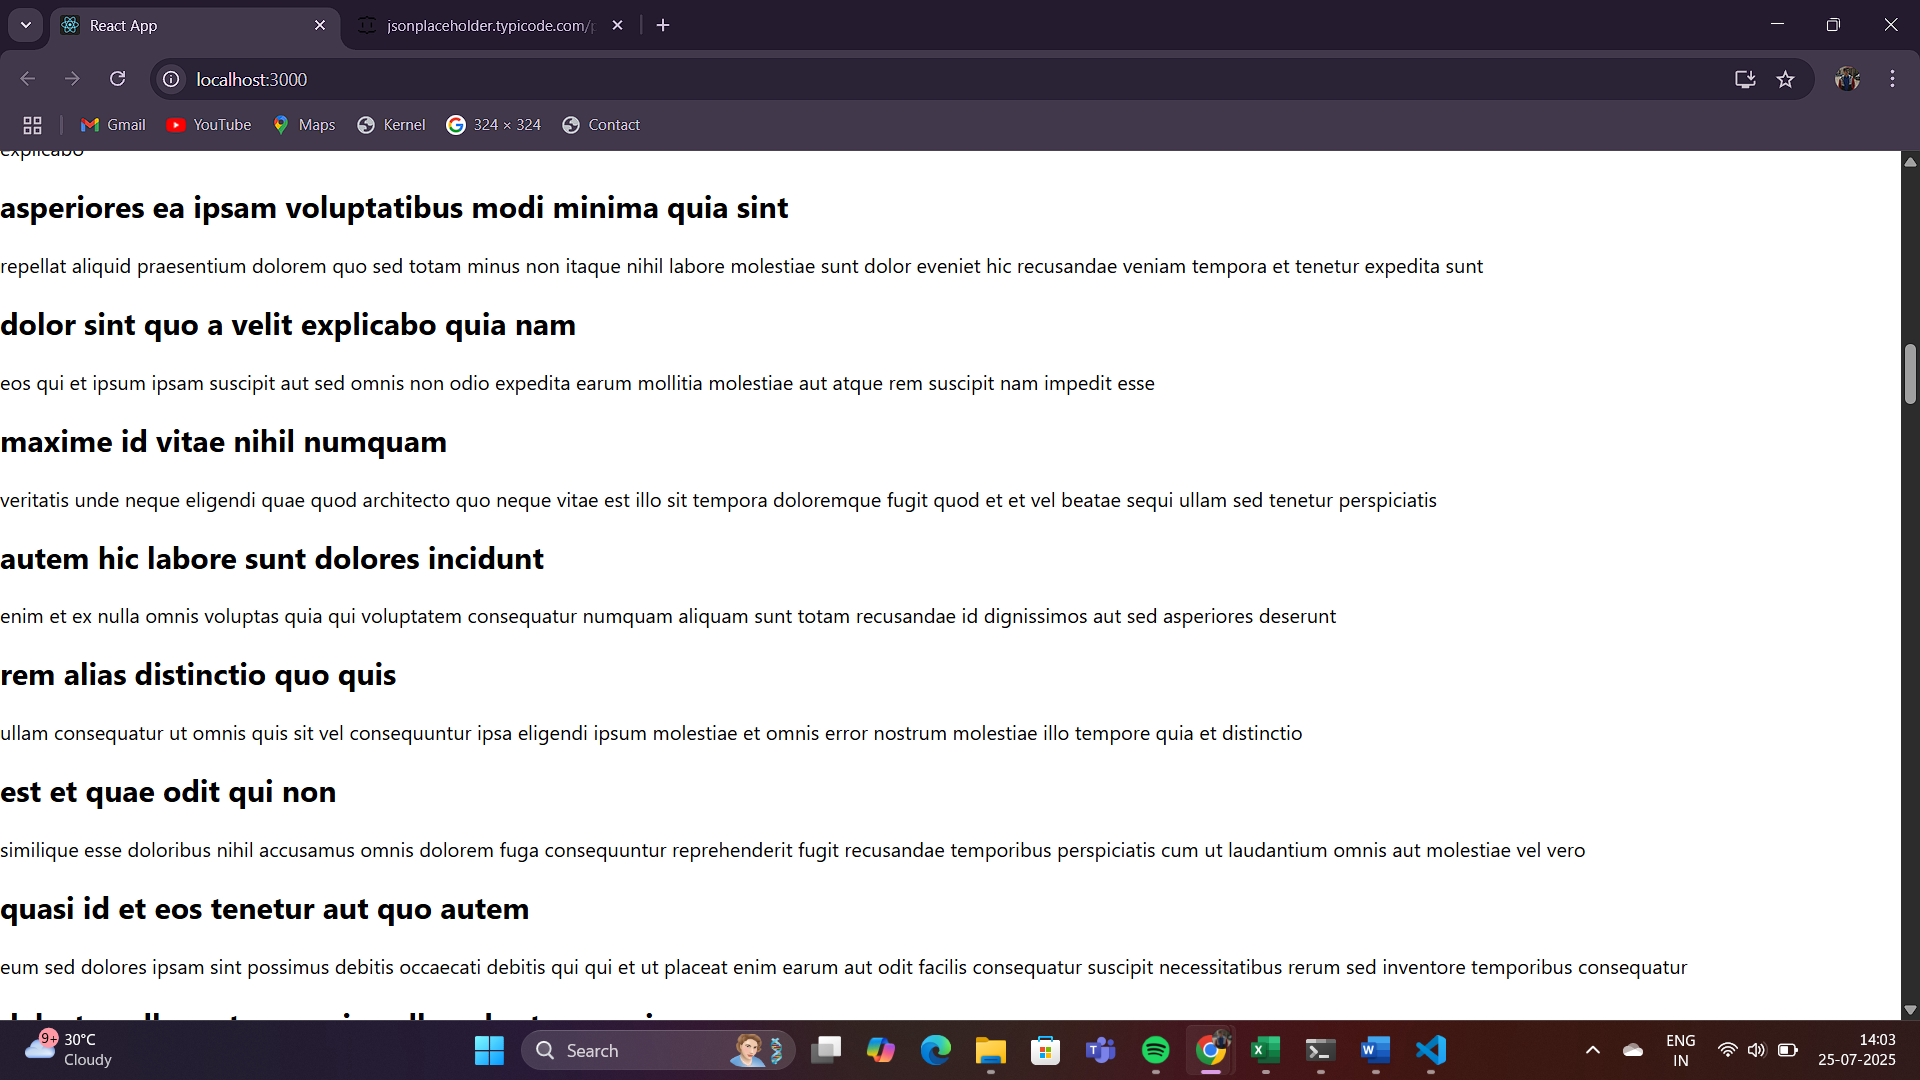 React App
jsonplaceholder.typicode.com/p
localhost:3000
Gmail YouTube Maps Kernel 324 × 324 Contact
explicabo
asperiores ea ipsam voluptatibus modi minima quia sint
repellat aliquid praesentium dolorem quo sed totam minus non itaque nihil labore molestiae sunt dolor eveniet hic recusandae veniam tempora et tenetur expedita sunt
dolor sint quo a velit explicabo quia nam
eos qui et ipsum ipsam suscipit aut sed omnis non odio expedita earum mollitia molestiae aut atque rem suscipit nam impedit esse
maxime id vitae nihil numquam
veritatis unde neque eligendi quae quod architecto quo neque vitae est illo sit tempora doloremque fugit quod et et vel beatae sequi ullam sed tenetur perspiciatis
autem hic labore sunt dolores incidunt
enim et ex nulla omnis voluptas quia qui voluptatem consequatur numquam aliquam sunt totam recusandae id dignissimos aut sed asperiores deserunt
rem alias distinctio quo quis
ullam consequatur ut omnis quis sit vel consequuntur ipsa eligendi ipsum molestiae et omnis error nostrum molestiae illo tempore quia et distinctio
est et quae odit qui non
similique esse doloribus nihil accusamus omnis dolorem fuga consequuntur reprehenderit fugit recusandae temporibus perspiciatis cum ut laudantium omnis aut molestiae vel vero
quasi id et eos tenetur aut quo autem
eum sed dolores ipsam sint possimus debitis occaecati debitis qui qui et ut placeat enim earum aut odit facilis consequatur suscipit necessitatibus rerum sed inventore temporibus consequatur
9+
30°C
Cloudy
Search
ENG
IN
14:03
25-07-2025